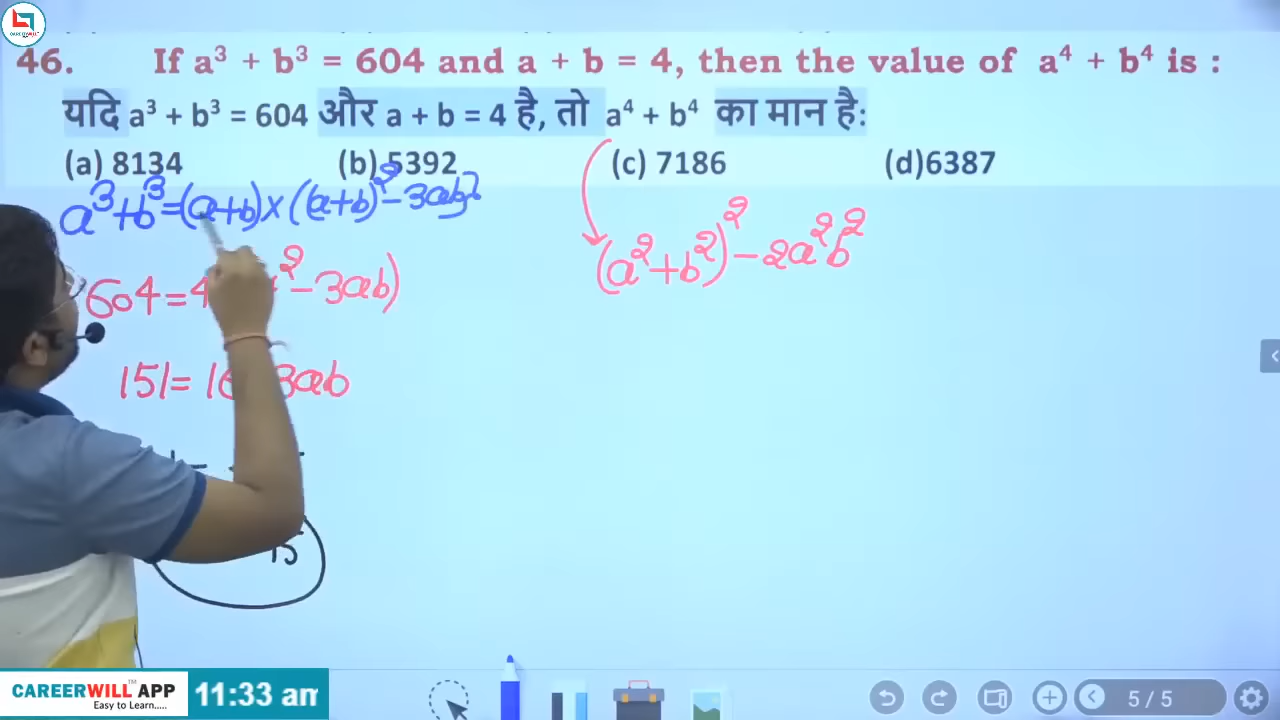 CAREERWILL
46. If a³ + b³ = 604 and a + b = 4, then the value of a⁴ + b⁴ is :
यदि a³ + b³ = 604 और a + b = 4 है, तो a⁴ + b⁴ का मान है:
(a) 8134 (b) 5392 (c) 7186 (d)6387
a³+b³=(a+b)×((a+b)²-3ab)
(a²+b²)²-2a²b²
604=4 ²-3ab)
151=16 3ab
CAREERWILL™ APP
Easy to Learn.....
11:33 am
5 / 5